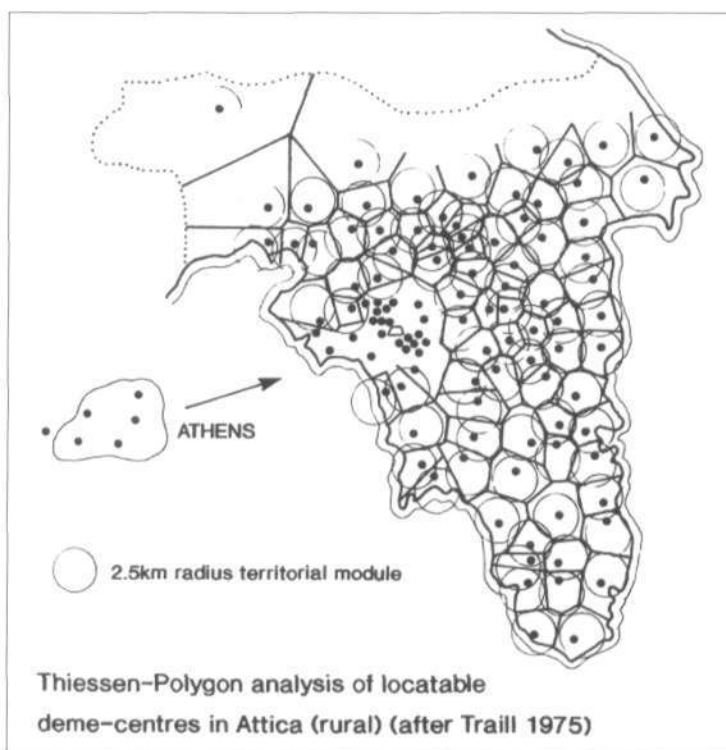 ATHENS
2.5km radius territorial module
Thiessen-Polygon analysis of locatable
deme-centres in Attica (rural) (after Traill 1975)